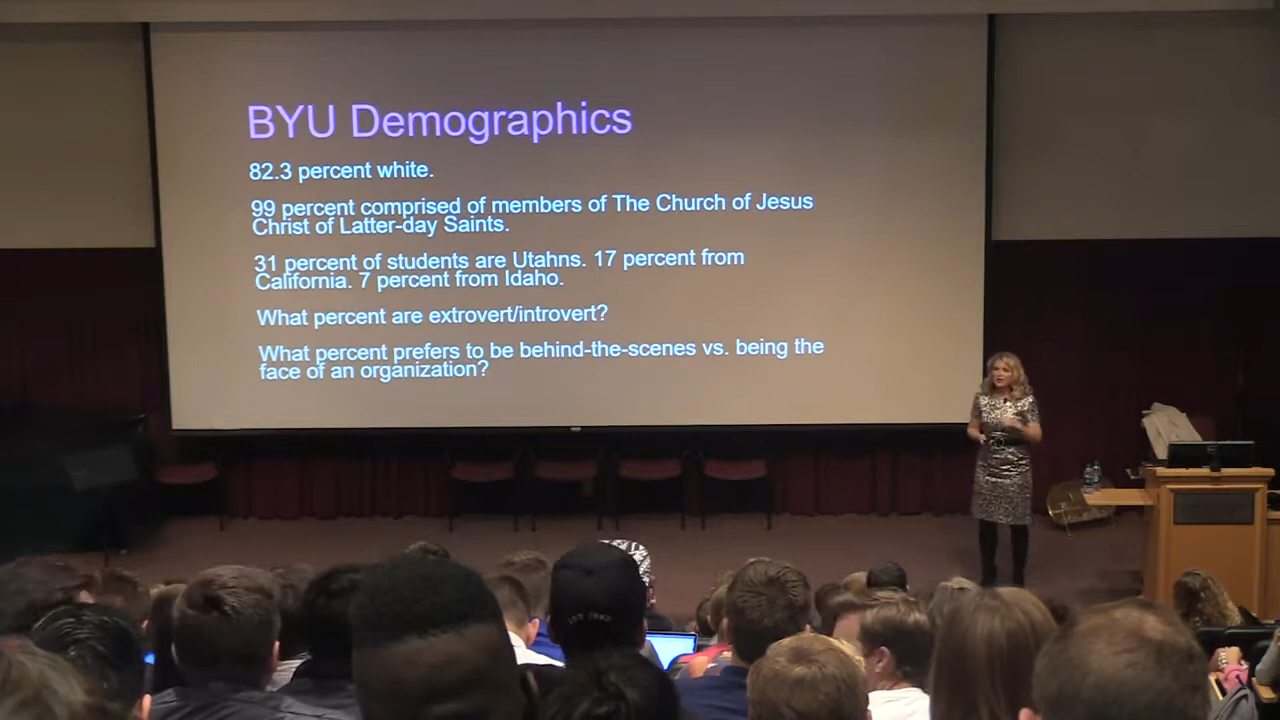 BYU Demographics
82.3 percent white.
99 percent comprised of members of The Church of Jesus
Christ of Latter-day Saints.
31 percent of students are Utahns. 17 percent from
California. 7 percent from Idaho.
What percent are extrovert/introvert?
What percent prefers to be behind-the-scenes vs. being the
face of an organization?